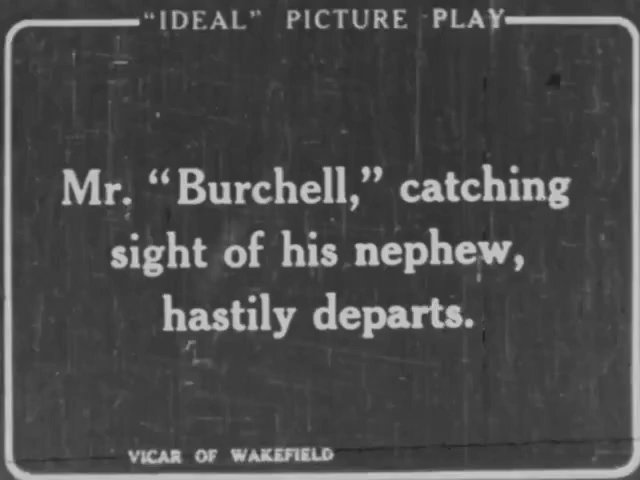 "IDEAL" PICTURE PLAY
Mr. "Burchell," catching
sight of his nephew,
hastily departs.
VICAR OF WAKEFIELD